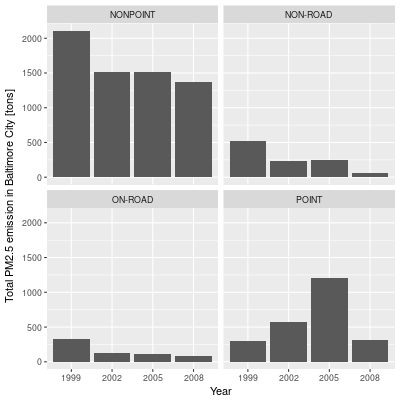 NONPOINT
NON-ROAD
2000
1500
1000
500
0
ON-ROAD
POINT
2000
1500
1000
500
0
1999 2002 2005 2008
1999 2002 2005 2008
Year
Total PM2.5 emission in Baltimore City [tons]